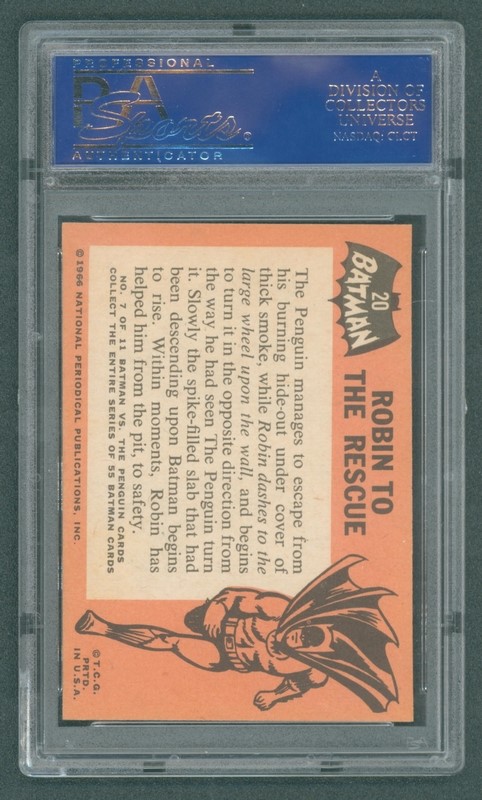 PROFESSIONAL
PSA
Sports
AUTHENTICATOR
A
DIVISION OF
COLLECTORS
UNIVERSE
NASDAQ: CLCT
20
BATMAN
ROBIN TO
THE RESCUE
The Penguin manages to escape from
his burning hide-out under cover of
thick smoke, while Robin dashes to the
large wheel upon the wall, and begins
to turn it in the opposite direction from
the way he had seen The Penguin turn
it. Slowly the spike-filled slab that had
been descending upon Batman begins
to rise. Within moments, Robin has
helped him from the pit, to safety.
NO. 7 OF 11 BATMAN VS. THE PENGUIN CARDS
COLLECT THE ENTIRE SERIES OF 55 BATMAN CARDS
© 1966 NATIONAL PERIODICAL PUBLICATIONS, INC.
© T.C.G.
PRTD.
IN U.S.A.